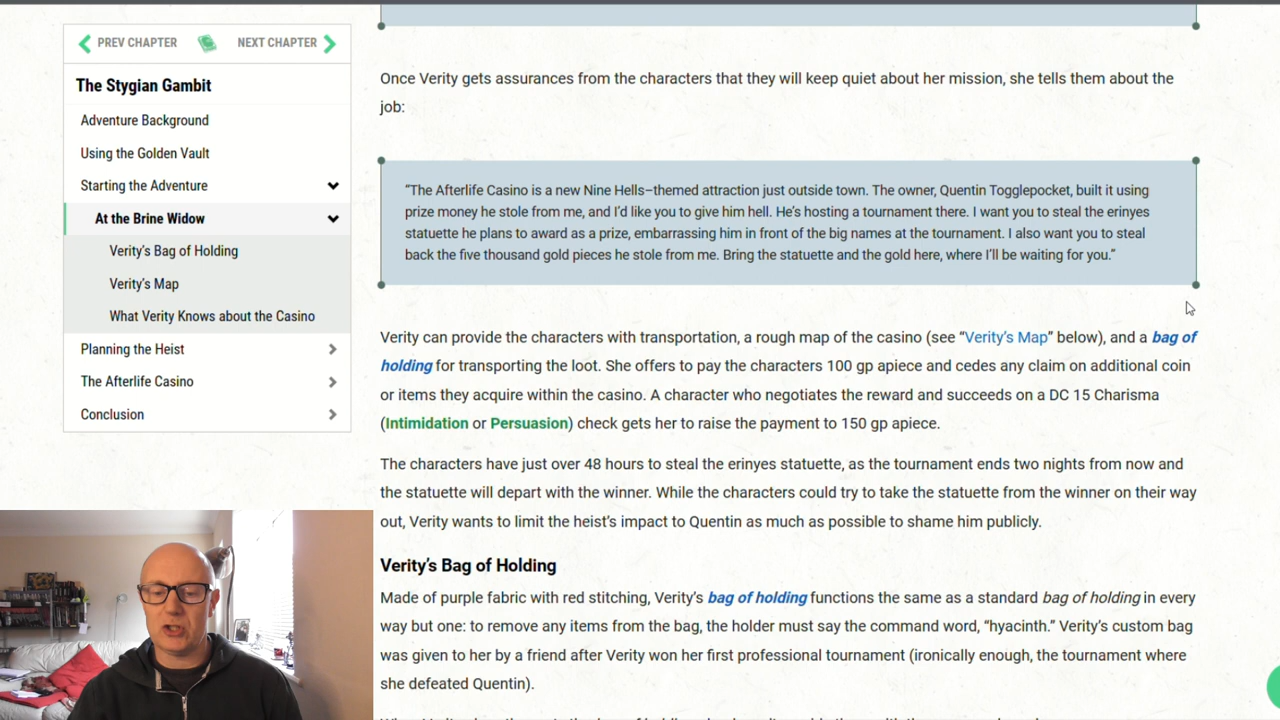 PREV CHAPTER
NEXT CHAPTER
The Stygian Gambit
Adventure Background
Using the Golden Vault
Starting the Adventure
At the Brine Widow
Verity's Bag of Holding
Verity's Map
What Verity Knows about the Casino
Planning the Heist
The Afterlife Casino
Conclusion
Once Verity gets assurances from the characters that they will keep quiet about her mission, she tells them about the
job:
“The Afterlife Casino is a new Nine Hells–themed attraction just outside town. The owner, Quentin Togglepocket, built it using
prize money he stole from me, and I'd like you to give him hell. He's hosting a tournament there. I want you to steal the erinyes
statuette he plans to award as a prize, embarrassing him in front of the big names at the tournament. I also want you to steal
back the five thousand gold pieces he stole from me. Bring the statuette and the gold here, where I'll be waiting for you.”
Verity can provide the characters with transportation, a rough map of the casino (see “Verity's Map” below), and a bag of
holding for transporting the loot. She offers to pay the characters 100 gp apiece and cedes any claim on additional coin
or items they acquire within the casino. A character who negotiates the reward and succeeds on a DC 15 Charisma
(Intimidation or Persuasion) check gets her to raise the payment to 150 gp apiece.
The characters have just over 48 hours to steal the erinyes statuette, as the tournament ends two nights from now and
the statuette will depart with the winner. While the characters could try to take the statuette from the winner on their way
out, Verity wants to limit the heist's impact to Quentin as much as possible to shame him publicly.
Verity's Bag of Holding
Made of purple fabric with red stitching, Verity's bag of holding functions the same as a standard bag of holding in every
way but one: to remove any items from the bag, the holder must say the command word, “hyacinth.” Verity's custom bag
was given to her by a friend after Verity won her first professional tournament (ironically enough, the tournament where
she defeated Quentin).